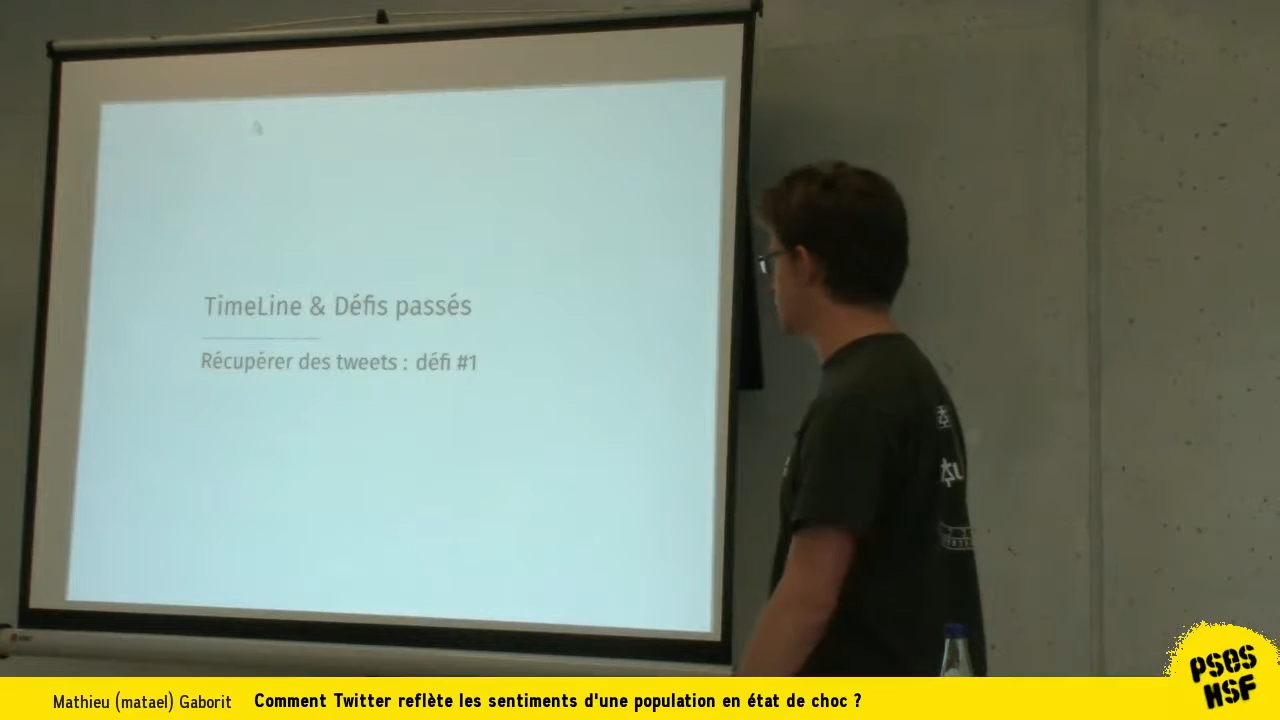 TimeLine & Défis passés
Récupérer des tweets : défi #1
Mathieu (matael) Gaborit Comment Twitter reflète les sentiments d'une population en état de choc ?
PSES
HSF